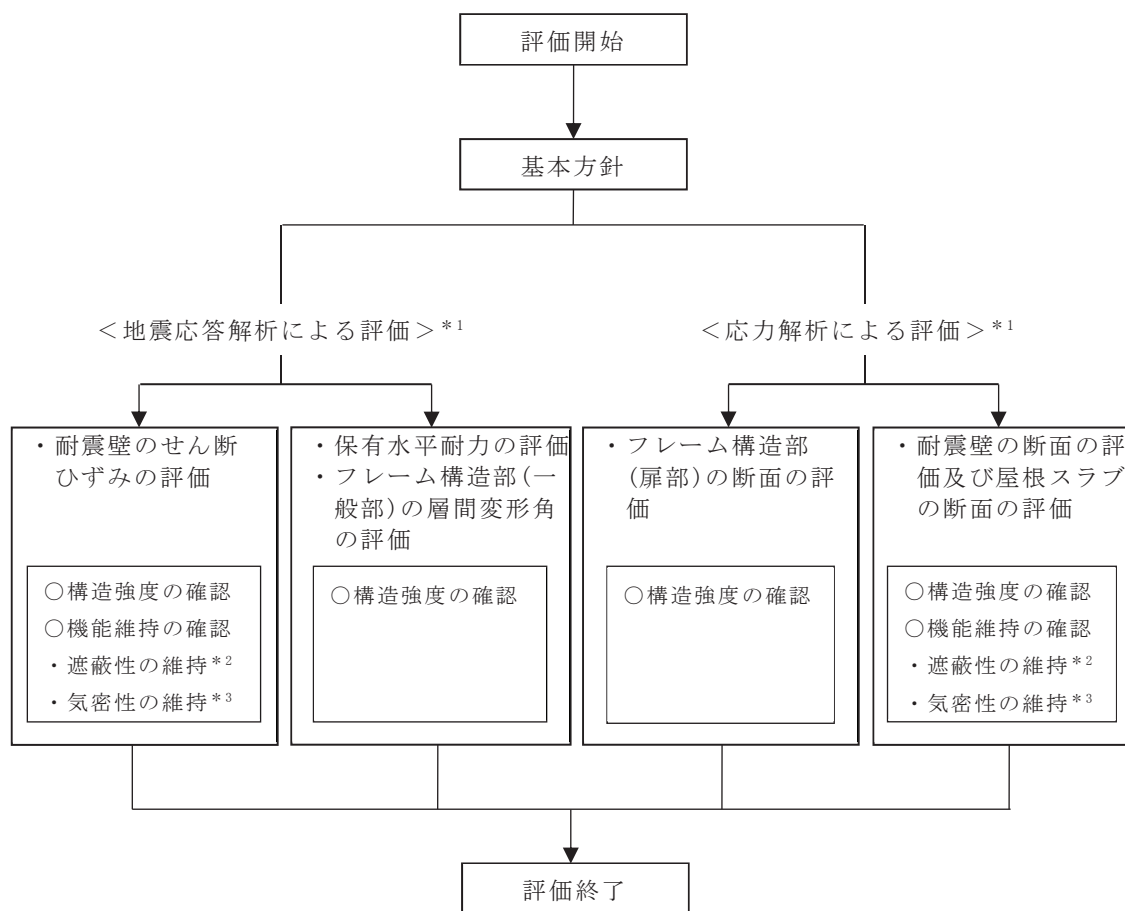 評価開始
基本方針
＜地震応答解析による評価＞*1
＜応力解析による評価＞*1
・耐震壁のせん断
ひずみの評価
○構造強度の確認
○機能維持の確認
・遮蔽性の維持*2
・気密性の維持*3
・保有水平耐力の評価
・フレーム構造部(一
般部)の層間変形角
の評価
○構造強度の確認
・フレーム構造部
(扉部)の断面の評
価
○構造強度の確認
・耐震壁の断面の評
価及び屋根スラブ
の断面の評価
○構造強度の確認
○機能維持の確認
・遮蔽性の維持*2
・気密性の維持*3
評価終了